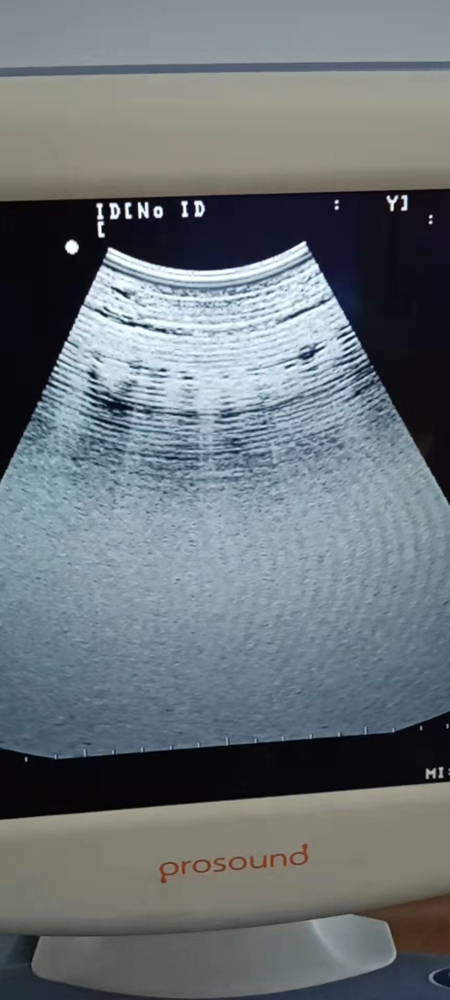 ID[No ID : Y]
[ :
MI:
prosound